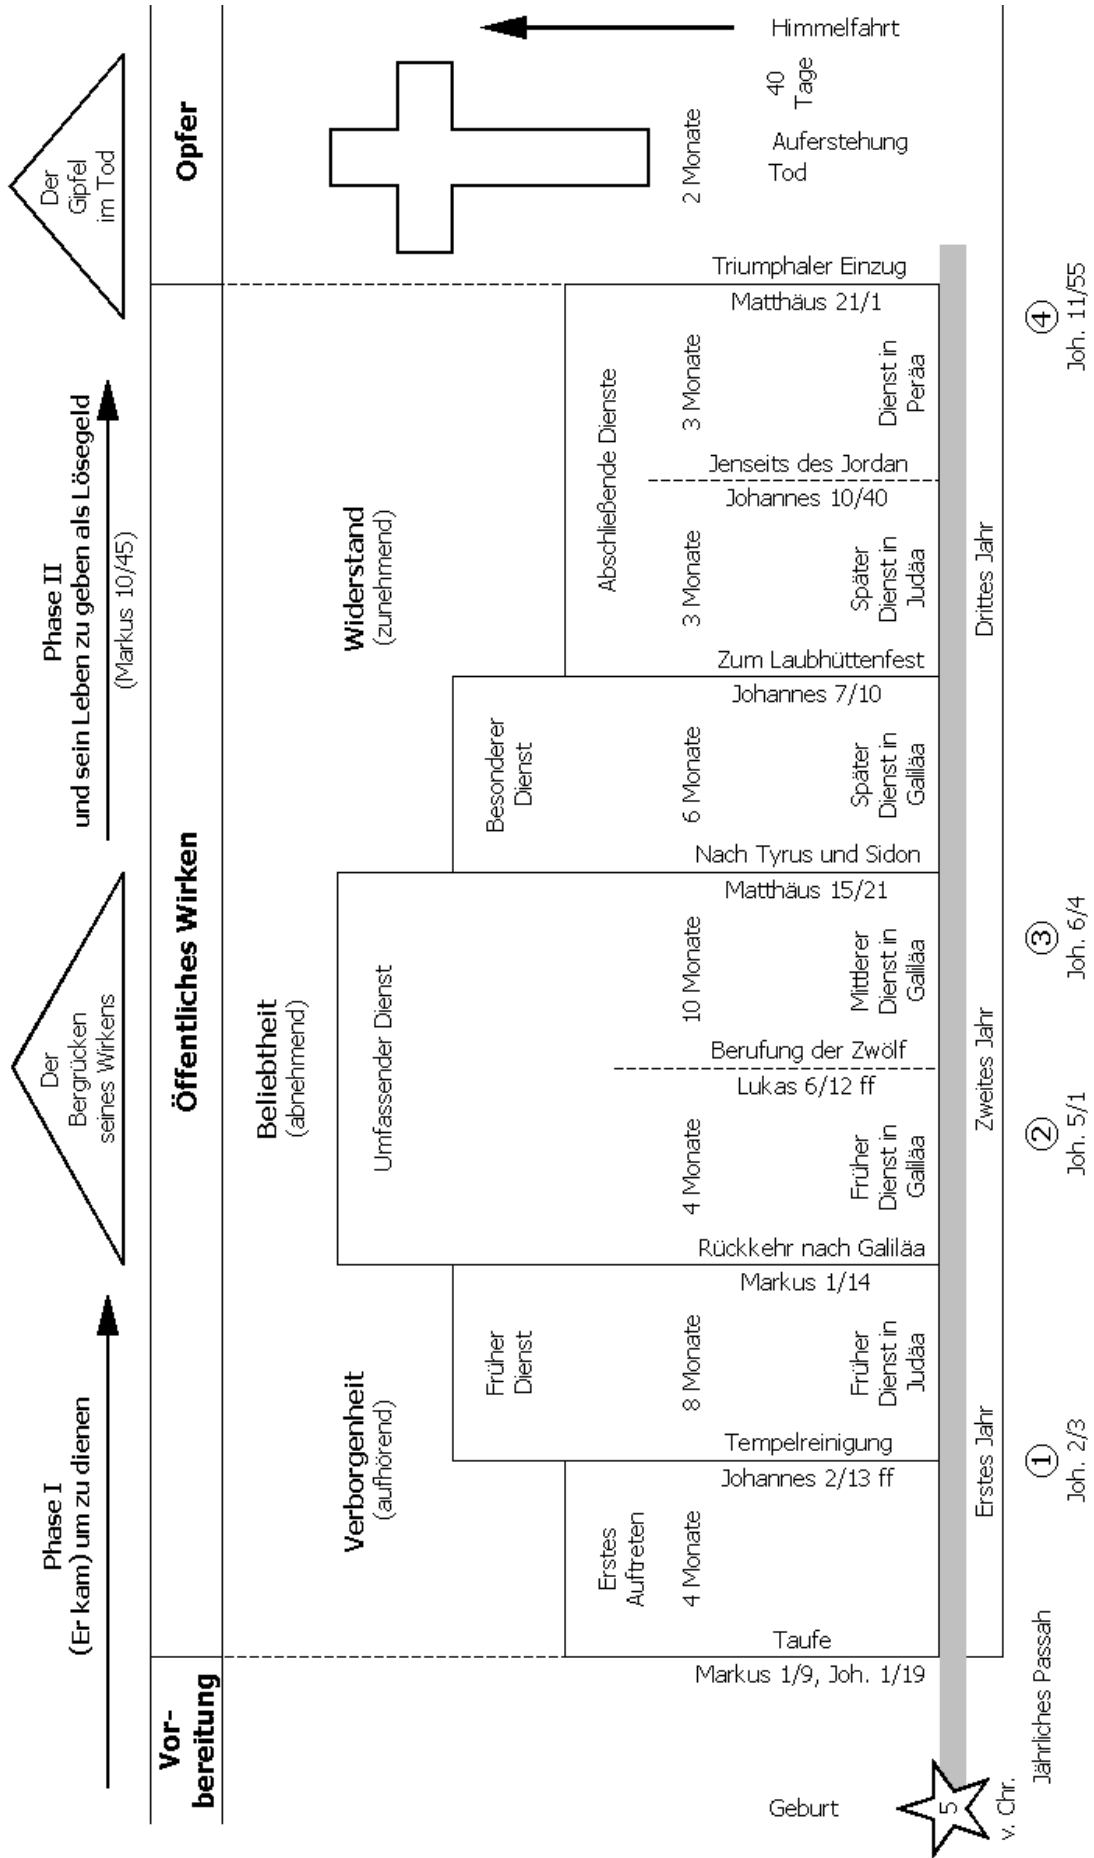 Phase I
(Er kam) um zu dienen
Der
Bergrücken
seines Wirkens
Phase II
und sein Leben zu geben als Lösegeld
(Markus 10/45)
Der
Gipfel
im Tod
Vor-
bereitung
Öffentliches Wirken
Opfer
Verborgenheit
(aufhörend)
Beliebtheit
(abnehmend)
Widerstand
(zunehmend)
Erstes
Auftreten
Früher
Dienst
Umfassender Dienst
Besonderer
Dienst
Abschließende Dienste
4 Monate
8 Monate
4 Monate
10 Monate
6 Monate
3 Monate
3 Monate
2 Monate
Geburt
Markus 1/9, Joh. 1/19
Taufe
Johannes 2/13 ff
Tempelreinigung
Markus 1/14
Rückkehr nach Galiläa
Lukas 6/12 ff
Berufung der Zwölf
Matthäus 15/21
Nach Tyrus und Sidon
Johannes 7/10
Zum Laubhüttenfest
Johannes 10/40
Jenseits des Jordan
Matthäus 21/1
Triumphaler Einzug
Tod
Auferstehung
40
Tage
Himmelfahrt
Früher
Dienst in
Judäa
Früher
Dienst in
Galiläa
Mittlerer
Dienst in
Galiläa
Später
Dienst in
Galiläa
Später
Dienst in
Judäa
Dienst in
Peräa
5
v. Chr.
Erstes Jahr
Zweites Jahr
Drittes Jahr
Jährliches Passah
1
Joh. 2/3
2
Joh. 5/1
3
Joh. 6/4
4
Joh. 11/55